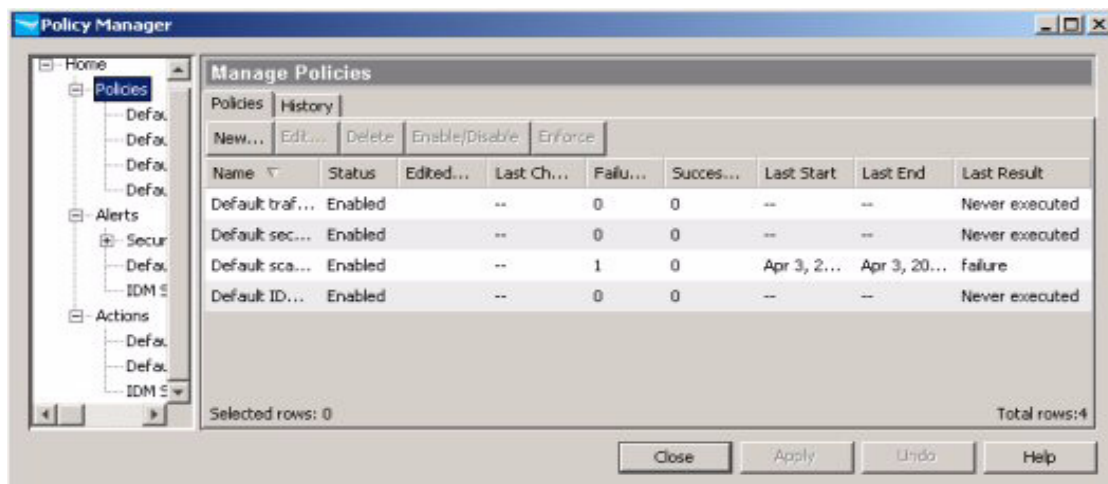 Policy Manager
Home
Policies
Defau
Defau
Defau
Defau
Alerts
Secur
Defau
IDM S
Actions
Defau
Defau
IDM S
Manage Policies
Policies History
New... Edit... Delete Enable/Disable Enforce
Name Status Edited... Last Ch... Failu... Succes... Last Start Last End Last Result
Default traf... Enabled -- 0 0 -- -- Never executed
Default sec... Enabled -- 0 0 -- -- Never executed
Default sca... Enabled -- 1 0 Apr 3, 2... Apr 3, 20... failure
Default ID... Enabled -- 0 0 -- -- Never executed
Selected rows: 0 Total rows:4
Close Apply Undo Help